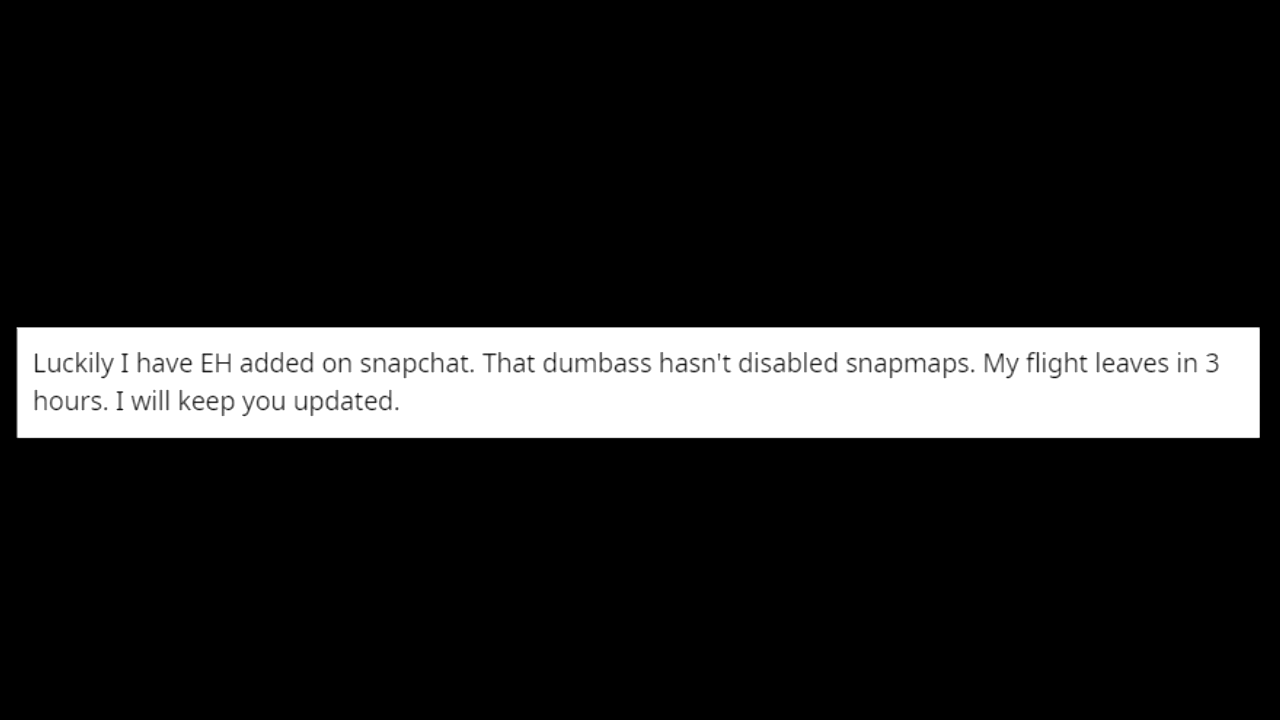 Luckily I have EH added on snapchat. That dumbass hasn't disabled snapmaps. My flight leaves in 3
hours. I will keep you updated.